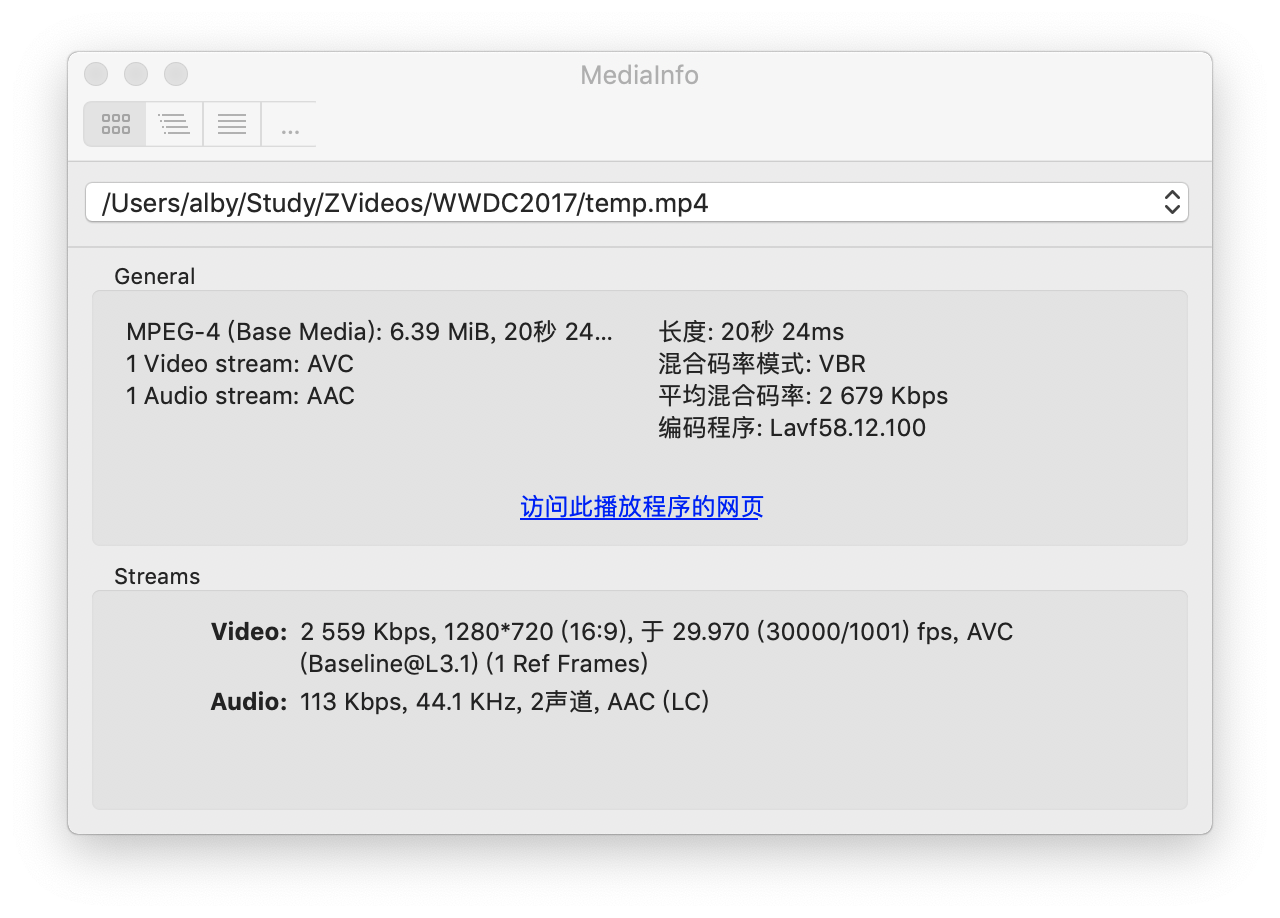 MediaInfo
...
/Users/alby/Study/ZVideos/WWDC2017/temp.mp4
General
MPEG-4 (Base Media): 6.39 MiB, 20秒 24...
1 Video stream: AVC
1 Audio stream: AAC
长度: 20秒 24ms
混合码率模式: VBR
平均混合码率: 2 679 Kbps
编码程序: Lavf58.12.100
访问此播放程序的网页
Streams
Video: 2 559 Kbps, 1280*720 (16:9), 于 29.970 (30000/1001) fps, AVC
(Baseline@L3.1) (1 Ref Frames)
Audio: 113 Kbps, 44.1 KHz, 2声道, AAC (LC)